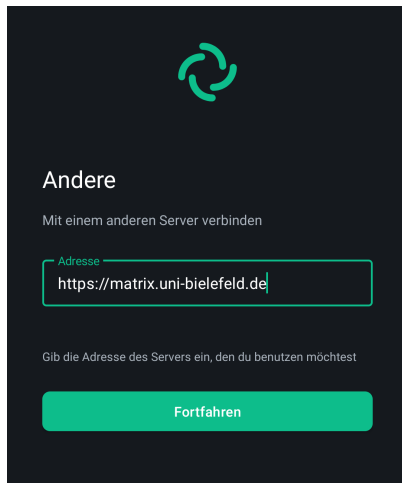 Andere
Mit einem anderen Server verbinden
Adresse
https://matrix.uni-bielefeld.de
Gib die Adresse des Servers ein, den du benutzen möchtest
Fortfahren